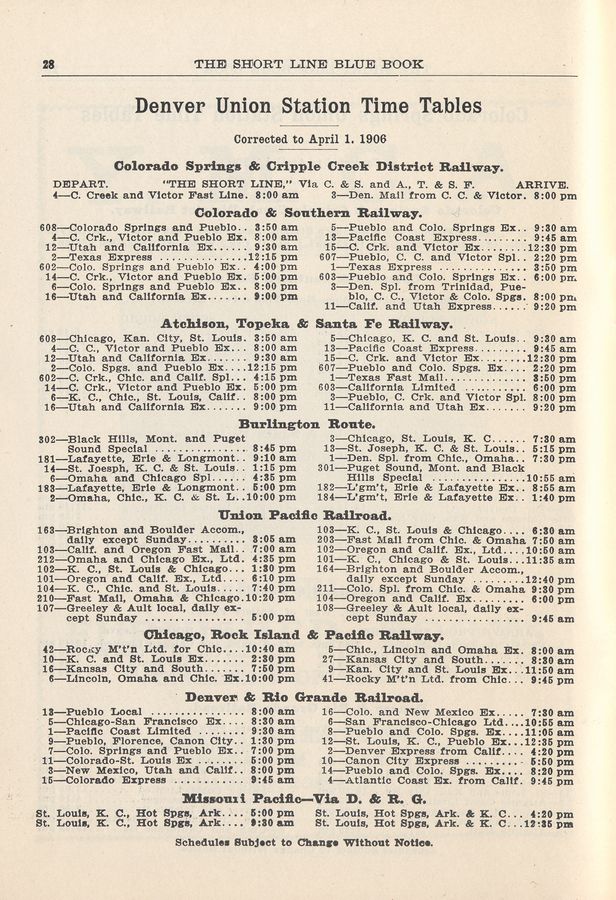 28 THE SHORT LINE BLUE BOOK
Denver Union Station Time Tables
Corrected to April 1. 1906
Colorado Springs & Cripple Creek District Railway.
DEPART. "THE SHORT LINE," Via C. & S. and A., T. & S. F. ARRIVE.
4—C. Creek and Victor Fast Line. 8:00 am
3—Den. Mail from C. C. & Victor. 8:00 pm
Colorado & Southern Railway.
608—Colorado Springs and Pueblo.. 3:50 am
4—C. Crk., Victor and Pueblo Ex. 8:00 am
12—Utah and California Ex....... 9:30 am
2—Texas Express ...............12:15 pm
602—Colo. Springs and Pueblo Ex.. 4:00 pm
14—C. Crk., Victor and Pueblo Ex. 5:00 pm
6—Colo. Springs and Pueblo Ex.. 8:00 pm
16—Utah and California Ex....... 9:00 pm
5—Pueblo and Colo. Springs Ex.. 9:30 am
13—Pacific Coast Express........ 9:45 am
15—C. Crk. and Victor Ex........12:30 pm
607—Pueblo, C. C. and Victor Spl.. 2:20 pm
1—Texas Express ............... 3:50 pm
603—Pueblo and Colo. Springs Ex.. 6:00 pm
3—Den. Spl. from Trinidad, Pue-
blo, C. C., Victor & Colo. Spgs. 8:00 pm
11—Calif. and Utah Express...... 9:20 pm
Atchison, Topeka & Santa Fe Railway.
608—Chicago, Kan. City, St. Louis. 3:50 am
4—C. C., Victor and Pueblo Ex... 8:00 am
12—Utah and California Ex....... 9:30 am
2—Colo. Spgs. and Pueblo Ex....12:15 pm
602—C. Crk., Chic. and Calif. Spl... 4:15 pm
14—C. Crk., Victor and Pueblo Ex. 5:00 pm
6—K. C., Chic., St. Louis, Calif.. 8:00 pm
16—Utah and California Ex....... 9:00 pm
5—Chicago, K. C. and St. Louis.. 9:30 am
13—Pacific Coast Express......... 9:45 am
15—C. Crk. and Victor Ex........12:30 pm
607—Pueblo and Colo. Spgs. Ex.... 2:20 pm
1—Texas Fast Mail.............. 3:50 pm
603—California Limited ........... 6:00 pm
3—Pueblo, C. Crk. and Victor Spl. 8:00 pm
11—California and Utah Ex....... 9:20 pm
Burlington Route.
302—Black Hills, Mont. and Puget
Sound Special ................ 8:45 pm
181—Lafayette, Erie & Longmont.. 9:10 am
14—St. Joesph, K. C. & St. Louis.. 1:15 pm
6—Omaha and Chicago Spl...... 4:35 pm
183—Lafayette, Erie & Longmont.. 5:00 pm
2—Omaha, Chic., K. C. & St. L..10:00 pm
3—Chicago, St. Louis, K. C...... 7:30 am
13—St. Joseph, K. C. & St. Louis.. 5:15 pm
1—Den. Spl. from Chic., Omaha.. 7:30 pm
301—Puget Sound, Mont. and Black
Hills Special .................10:55 am
182—L'gm't, Erie & Lafayette Ex.. 8:55 am
184—L'gm't, Erie & Lafayette Ex.. 1:40 pm
Union Pacific Railroad.
163—Brighton and Boulder Accom.,
daily except Sunday.......... 8:05 am
103—Calif. and Oregon Fast Mail.. 7:00 am
212—Omaha and Chicago Ex., Ltd. 4:35 pm
102—K. C., St. Louis & Chicago... 1:30 pm
101—Oregon and Calif. Ex., Ltd.... 6:10 pm
104—K. C., Chic. and St. Louis..... 7:40 pm
210—Fast Mail, Omaha & Chicago.10:20 pm
107—Greeley & Ault local, daily ex-
cept Sunday .................. 5:00 pm
103—K. C., St. Louis & Chicago.... 6:30 am
203—Fast Mail from Chic. & Omaha 7:50 am
102—Oregon and Calif. Ex., Ltd....10:50 am
101—K. C., Chicago & St. Louis...11:35 am
164—Brighton and Boulder Accom.,
daily except Sunday .........12:40 pm
211—Colo. Spl. from Chic. & Omaha 9:30 pm
104—Oregon and Calif. Ex......... 6:00 pm
108—Greeley & Ault local, daily ex-
cept Sunday .................. 9:45 am
Chicago, Rock Island & Pacific Railway.
42—Rocky M't'n Ltd. for Chic....10:40 am
10—K. C. and St. Louis Ex....... 2:30 pm
16—Kansas City and South....... 7:50 pm
6—Lincoln, Omaha and Chic. Ex.10:00 pm
5—Chic., Lincoln and Omaha Ex. 8:00 am
27—Kansas City and South....... 8:30 am
9—Kan. City and St. Louis Ex...11:50 am
41—Rocky M't'n Ltd. from Chic... 3:45 pm
Denver & Rio Grande Railroad.
13—Pueblo Local ................ 8:00 am
5—Chicago-San Francisco Ex.... 8:30 am
1—Pacific Coast Limited ........ 9:30 am
9—Pueblo, Florence, Canon City.. 1:30 pm
7—Colo. Springs and Pueblo Ex.. 7:00 pm
11—Colorado-St. Louis Ex ........ 5:00 pm
3—New Mexico, Utah and Calif.. 8:00 pm
15—Colorado Express ............ 9:45 am
16—Colo. and New Mexico Ex..... 7:30 am
6—San Francisco-Chicago Ltd....10:55 am
8—Pueblo and Colo. Spgs. Ex....11:05 am
12—St. Louis, K. C., Pueblo Ex...12:35 pm
2—Denver Express from Calif.... 4:20 pm
10—Canon City Express .......... 5:50 pm
14—Pueblo and Colo. Spgs. Ex.... 8:20 pm
4—Atlantic Coast Ex. from Calif. 9:45 pm
Missouri Pacific—Via D. & R. G.
St. Louis, K. C., Hot Spgs, Ark.... 5:00 pm
St. Louis, K. C., Hot Spgs, Ark.... 9:30 am
St. Louis, Hot Spgs, Ark. & K. C... 4:20 pm
St. Louis, Hot Spgs, Ark. & K. C...12:35 pm
Schedules Subject to Change Without Notice.